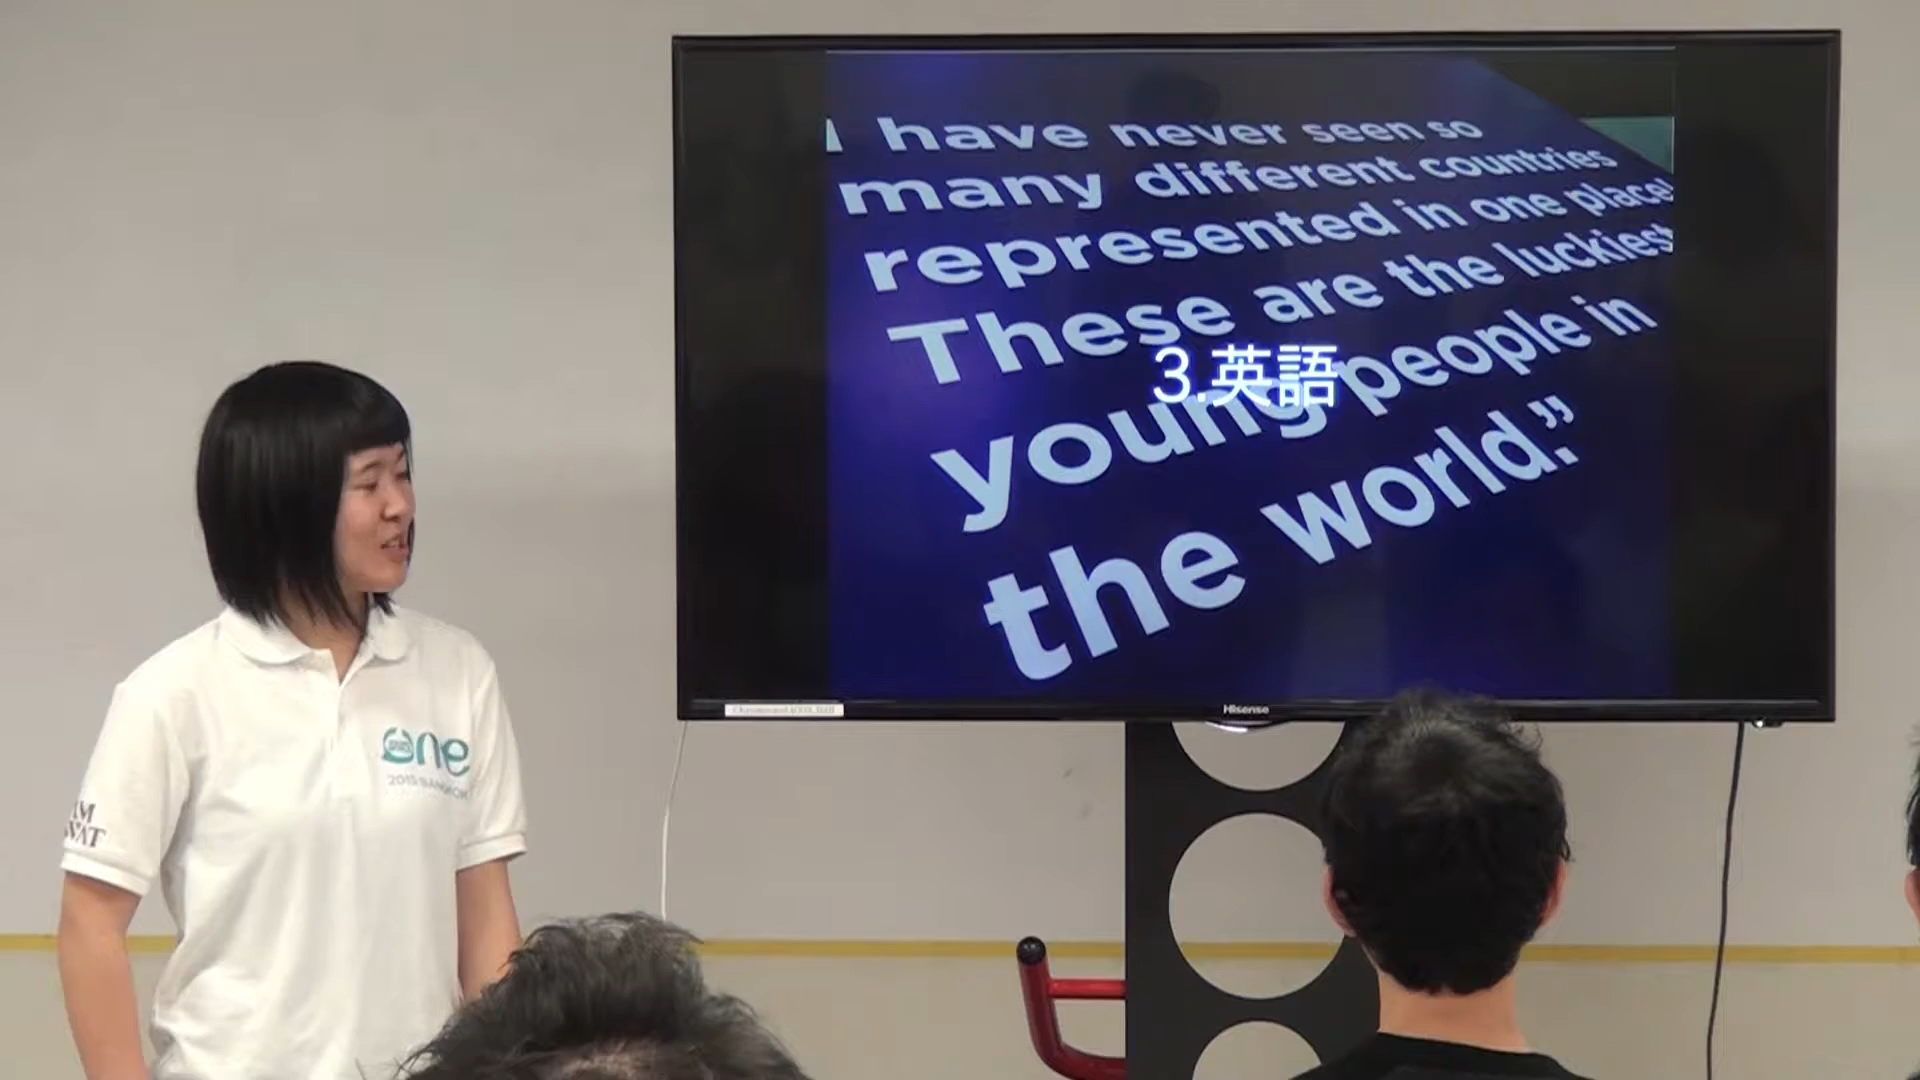 I have never seen so
many different countries
represented in one place!
These are the luckiest
young people in
the world.”
3.英語
Hisense
One
2015 BANGKOK